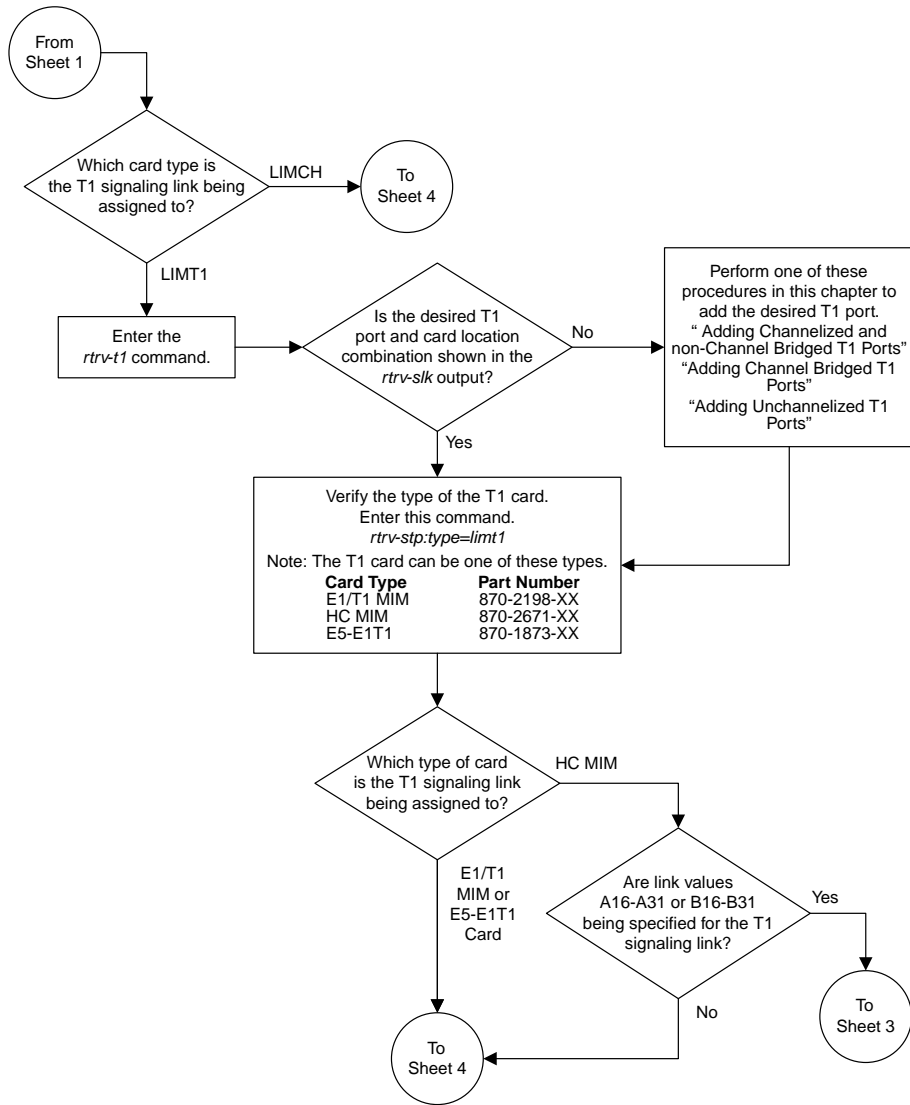 From
Sheet 1
Which card type is
the T1 signaling link being
assigned to?
LIMCH
To
Sheet 4
LIMT1
Enter the
rtrv-t1 command.
Is the desired T1
port and card location
combination shown in the
rtrv-slk output?
No
Perform one of these
procedures in this chapter to
add the desired T1 port.
“ Adding Channelized and
non-Channel Bridged T1 Ports”
“Adding Channel Bridged T1
Ports”
“Adding Unchannelized T1
Ports”
Yes
Verify the type of the T1 card.
Enter this command.
rtrv-stp:type=limt1
Note: The T1 card can be one of these types.
Card Type Part Number
E1/T1 MIM 870-2198-XX
HC MIM 870-2671-XX
E5-E1T1 870-1873-XX
Which type of card
is the T1 signaling link
being assigned to?
HC MIM
E1/T1
MIM or
E5-E1T1
Card
Are link values
A16-A31 or B16-B31
being specified for the T1
signaling link?
Yes
To
Sheet 3
No
To
Sheet 4